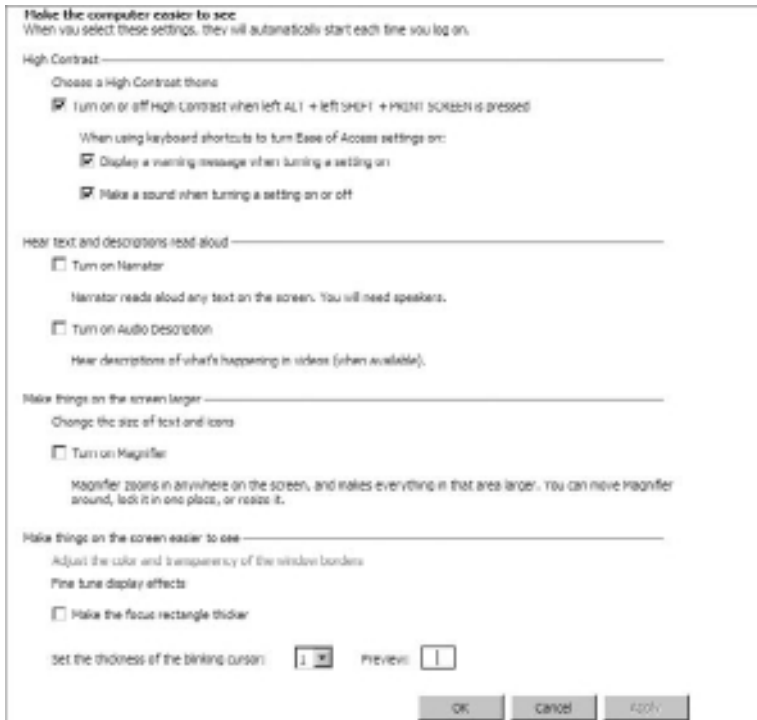 Make the computer easier to see
When you select these settings, they will automatically start each time you log on.
High Contrast
Choose a High Contrast theme
Turn on or off High Contrast when left ALT + left SHIFT + PRINT SCREEN is pressed
When using keyboard shortcuts to turn Ease of Access settings on:
Display a warning message when turning a setting on
Make a sound when turning a setting on or off
Hear text and descriptions read aloud
Turn on Narrator
Narrator reads aloud any text on the screen. You will need speakers.
Turn on Audio Description
Hear descriptions of what's happening in videos (when available).
Make things on the screen larger
Change the size of text and icons
Turn on Magnifier
Magnifier zooms in anywhere on the screen, and makes everything in that area larger. You can move Magnifier
around, lock it in one place, or resize it.
Make things on the screen easier to see
Adjust the color and transparency of the window borders
Fine tune display effects
Make the focus rectangle thicker
Set the thickness of the blinking cursor: 1 Preview:
OK Cancel Apply